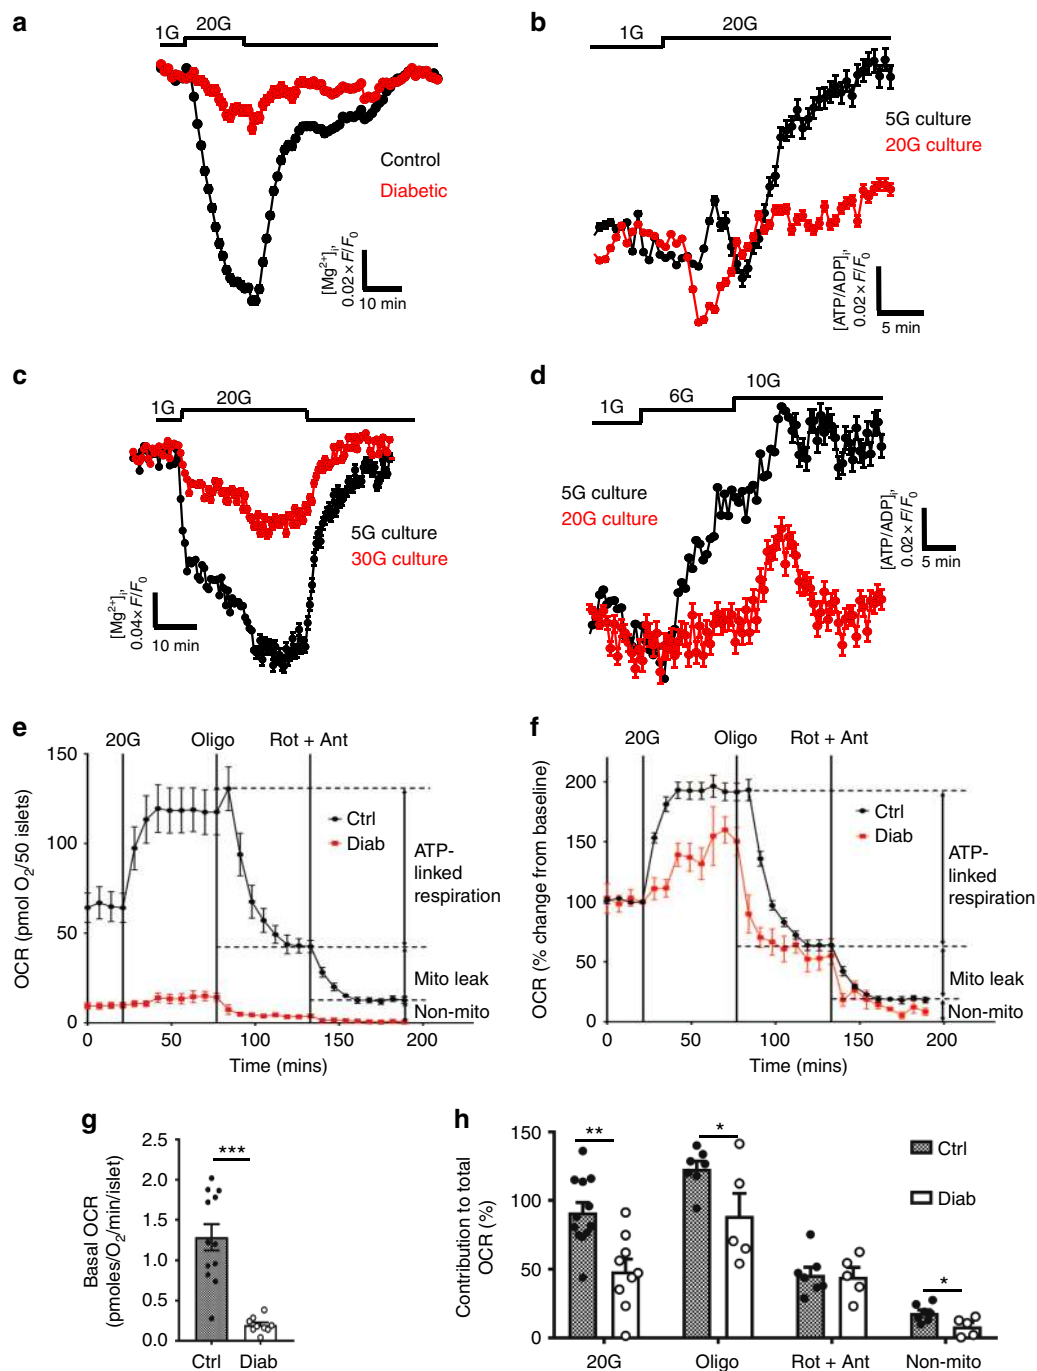 a
1G
20G
Control
Diabetic
[Mg2+]i,
0.02× F/F0
10 min
b
1G
20G
5G culture
20G culture
[ATP/ADP]i,
0.02× F/F0
5 min
c
1G
20G
5G culture
30G culture
[Mg2+]i,
0.04× F/F0
10 min
d
1G
6G
10G
5G culture
20G culture
[ATP/ADP]i,
0.02× F/F0
5 min
e
20G
Oligo
Rot + Ant
150
100
50
0
OCR (pmol O2/50 islets)
Ctrl
Diab
ATP-
linked
respiration
Mito leak
Non-mito
0 50 100 150 200
Time (mins)
f
20G
Oligo
Rot + Ant
200
150
100
50
0
OCR (% change from baseline)
Ctrl
Diab
ATP-
linked
respiration
Mito leak
Non-mito
0 50 100 150 200
Time (mins)
g
2.5
2.0
1.5
1.0
0.5
0.0
Basal OCR
(pmoles/O2/min/islet)
***
Ctrl Diab
h
150
100
50
0
Contribution to total
OCR (%)
**
*
*
Ctrl
Diab
20G Oligo Rot + Ant Non-mito